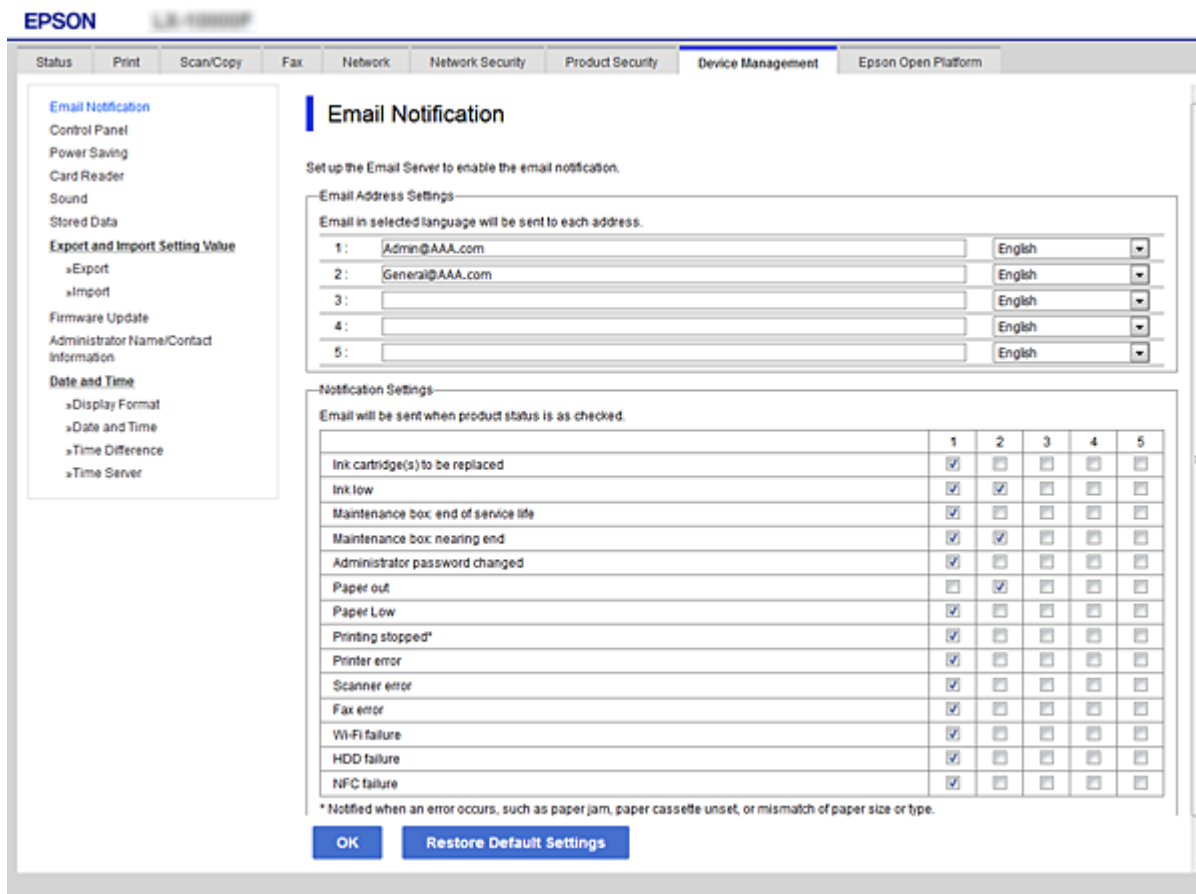 EPSON
Status Print Scan/Copy Fax Network Network Security Product Security Device Management Epson Open Platform
Email Notification
Control Panel
Power Saving
Card Reader
Sound
Stored Data
Export and Import Setting Value
»Export
»Import
Firmware Update
Administrator Name/Contact
Information
Date and Time
»Display Format
»Date and Time
»Time Difference
»Time Server
Email Notification
Set up the Email Server to enable the email notification.
Email Address Settings
Email in selected language will be sent to each address.
1 : Admin@AAA.com English
2 : General@AAA.com English
3 : English
4 : English
5 : English
Notification Settings
Email will be sent when product status is as checked.
1 2 3 4 5
Ink cartridge(s) to be replaced
Ink low
Maintenance box: end of service life
Maintenance box: nearing end
Administrator password changed
Paper out
Paper Low
Printing stopped*
Printer error
Scanner error
Fax error
Wi-Fi failure
HDD failure
NFC failure
* Notified when an error occurs, such as paper jam, paper cassette unset, or mismatch of paper size or type.
OK Restore Default Settings